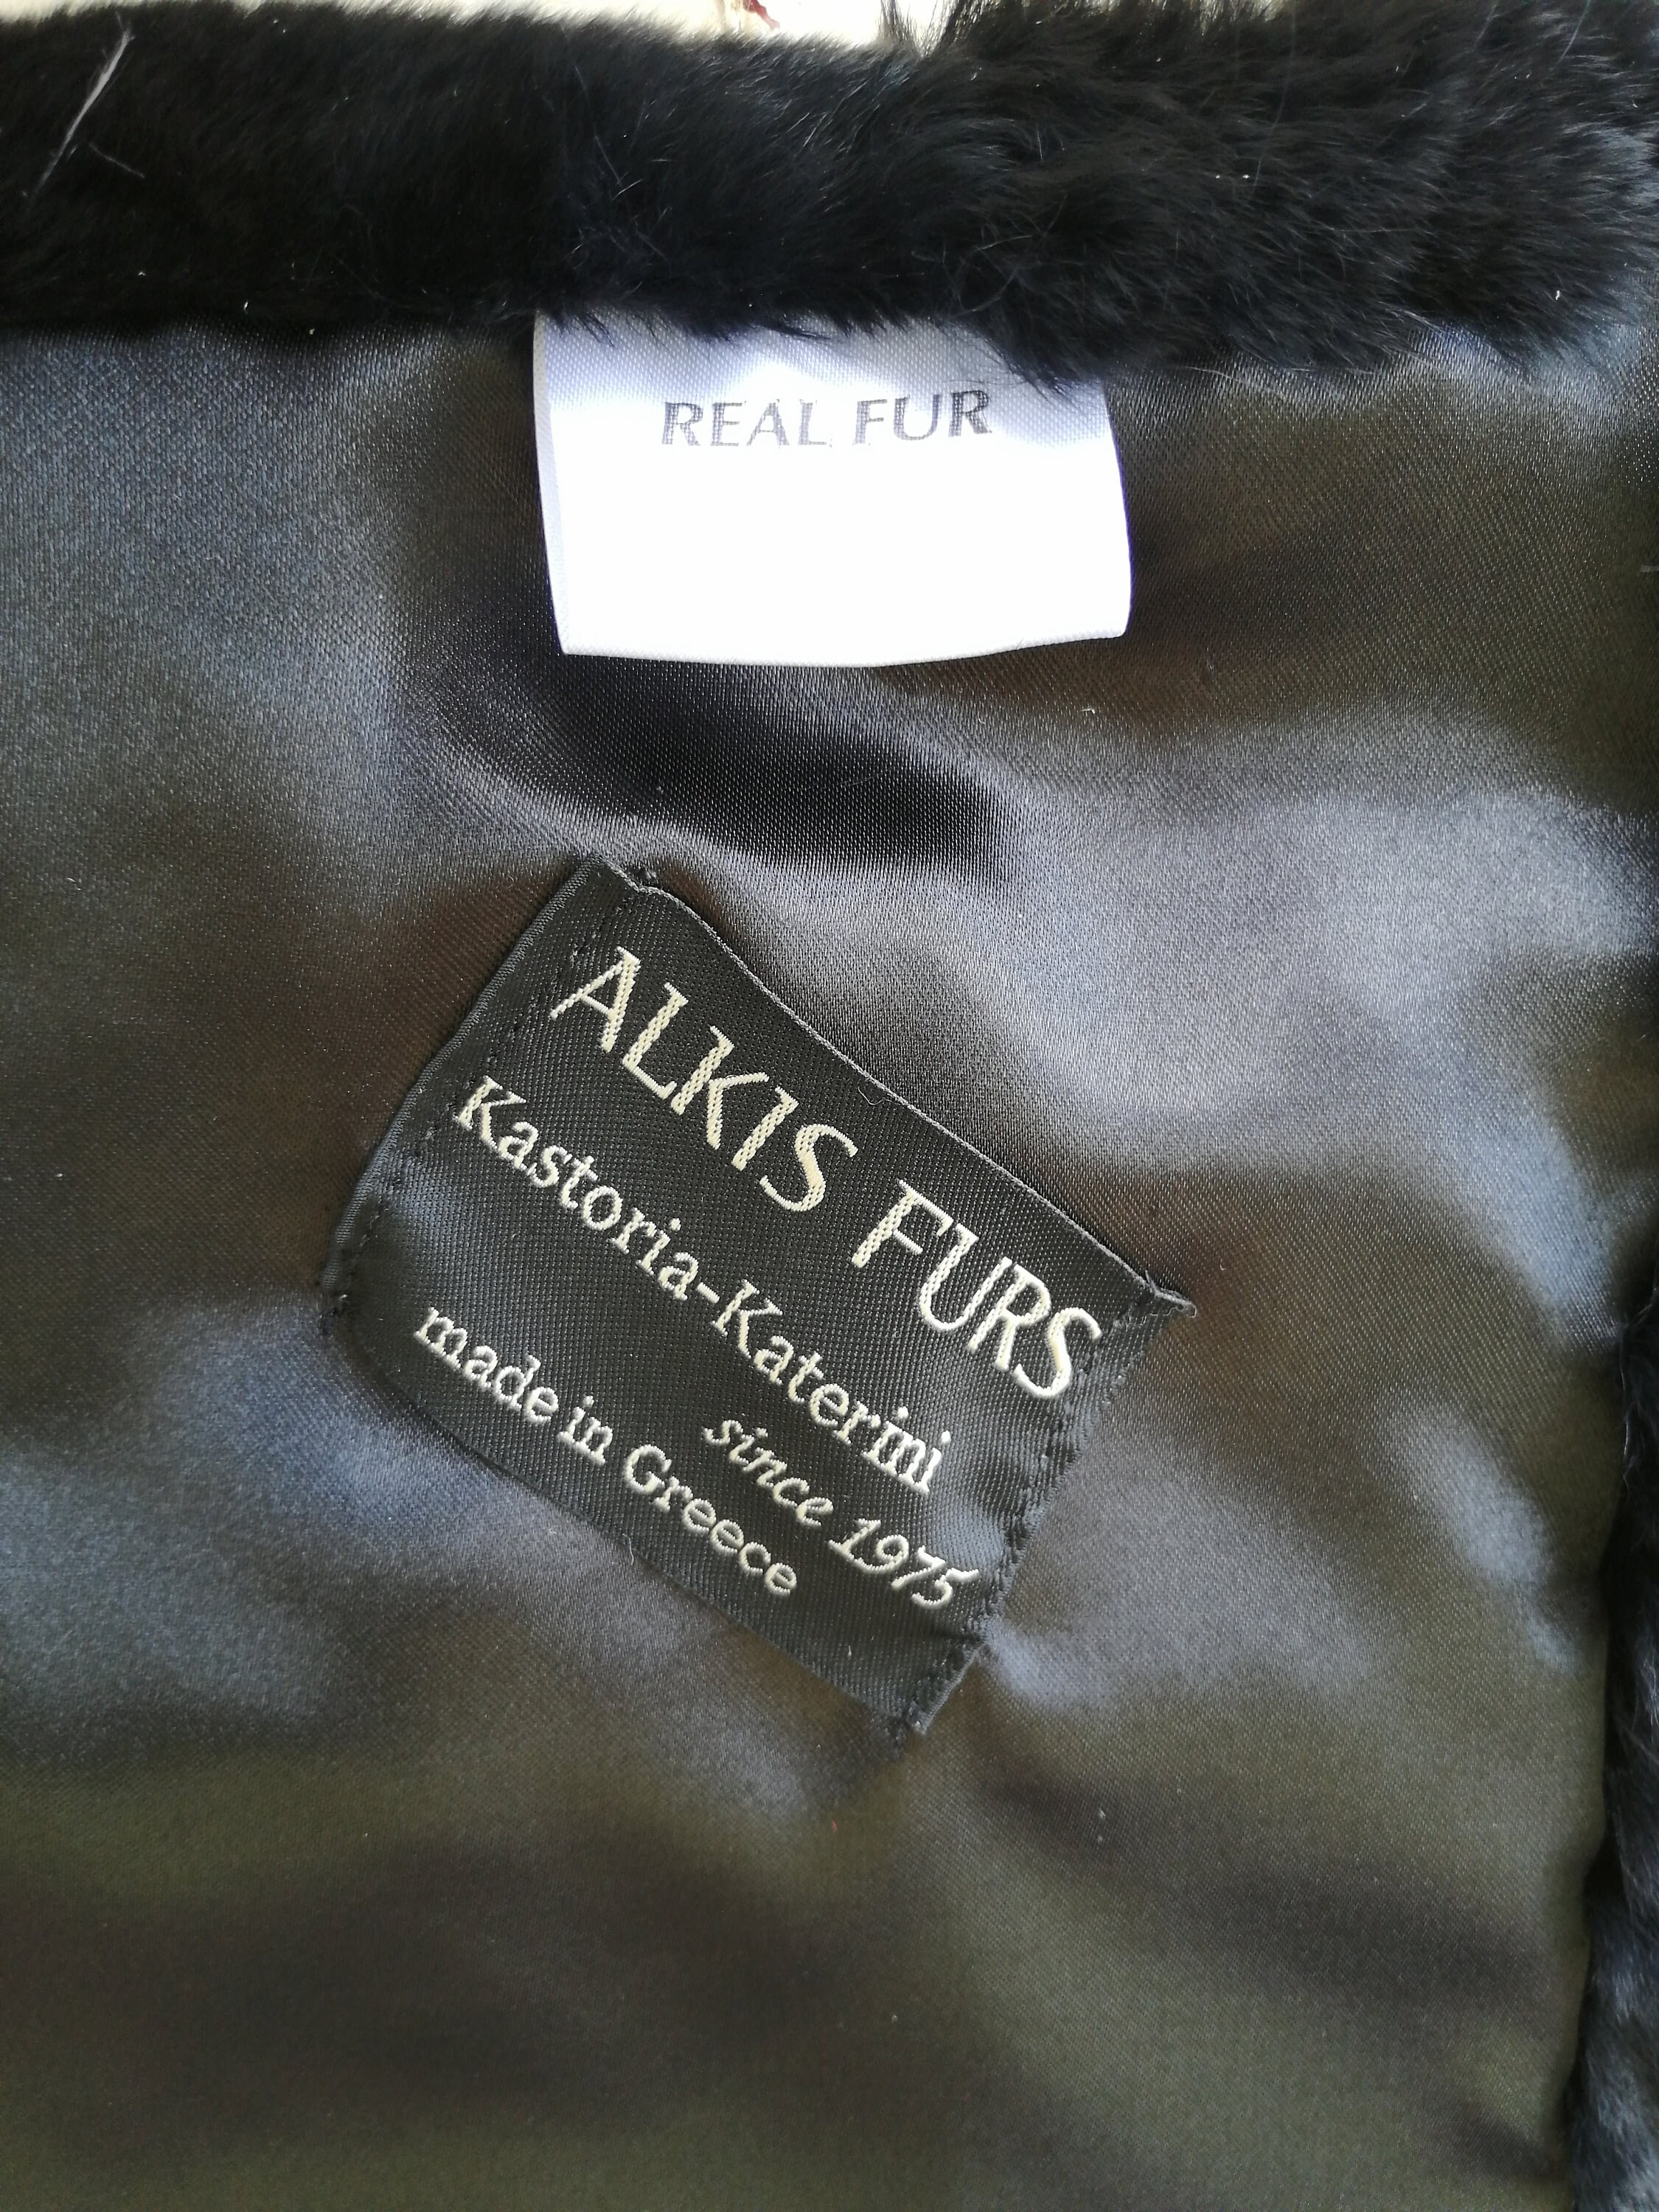 REAL FUR
ALKIS FURS
Kastoria-Katerini
since 1975
made in Greece